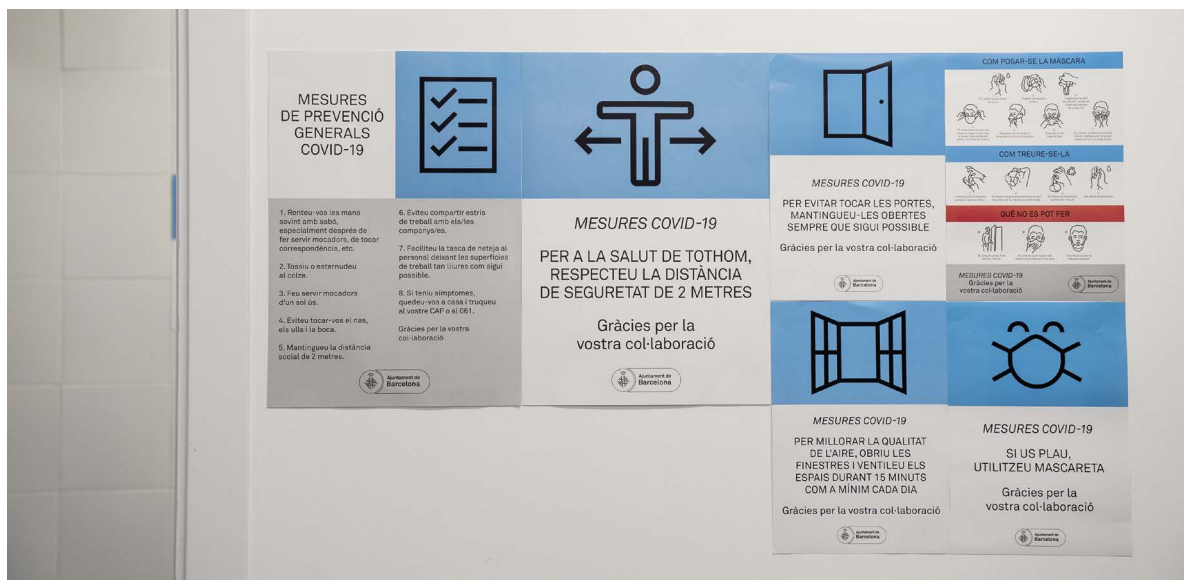 MESURES
DE PREVENCIÓ
GENERALS
COVID-19
1. Renteu-vos les mans
sovint amb sabó,
especialment després de
fer servir mocadors, de tocar
correspondència, etc.
2. Tossiu o esternudeu
al colze.
3. Feu servir mocadors
d'un sol ús.
4. Eviteu tocar-vos el nas,
els ulls i la boca.
5. Mantingueu la distància
social de 2 metres.
6. Eviteu compartir estris
de treball amb els/les
companys/es.
7. Faciliteu la tasca de neteja al
personal deixant les superfícies
de treball tan lliures com sigui
possible.
8. Si teniu símptomes,
quedeu-vos a casa i truqueu
al vostre CAP o al 061.
Gràcies per la vostra
col·laboració
Ajuntament de
Barcelona
MESURES COVID-19
PER A LA SALUT DE TOTHOM,
RESPECTEU LA DISTÀNCIA
DE SEGURETAT DE 2 METRES
Gràcies per la
vostra col·laboració
Ajuntament de
Barcelona
MESURES COVID-19
PER EVITAR TOCAR LES PORTES,
MANTINGUEU-LES OBERTES
SEMPRE QUE SIGUI POSSIBLE
Gràcies per la vostra col·laboració
Ajuntament de
Barcelona
COM POSAR-SE LA MÀSCARA
COM TREURE-SE-LA
QUÈ NO ES POT FER
MESURES COVID-19
Gràcies per la
vostra col·laboració
Ajuntament de
Barcelona
MESURES COVID-19
PER MILLORAR LA QUALITAT
DE L'AIRE, OBRIU LES
FINESTRES I VENTILEU ELS
ESPAIS DURANT 15 MINUTS
COM A MÍNIM CADA DIA
Gràcies per la vostra col·laboració
Ajuntament de
Barcelona
MESURES COVID-19
SI US PLAU,
UTILITZEU MASCARETA
Gràcies per la
vostra col·laboració
Ajuntament de
Barcelona